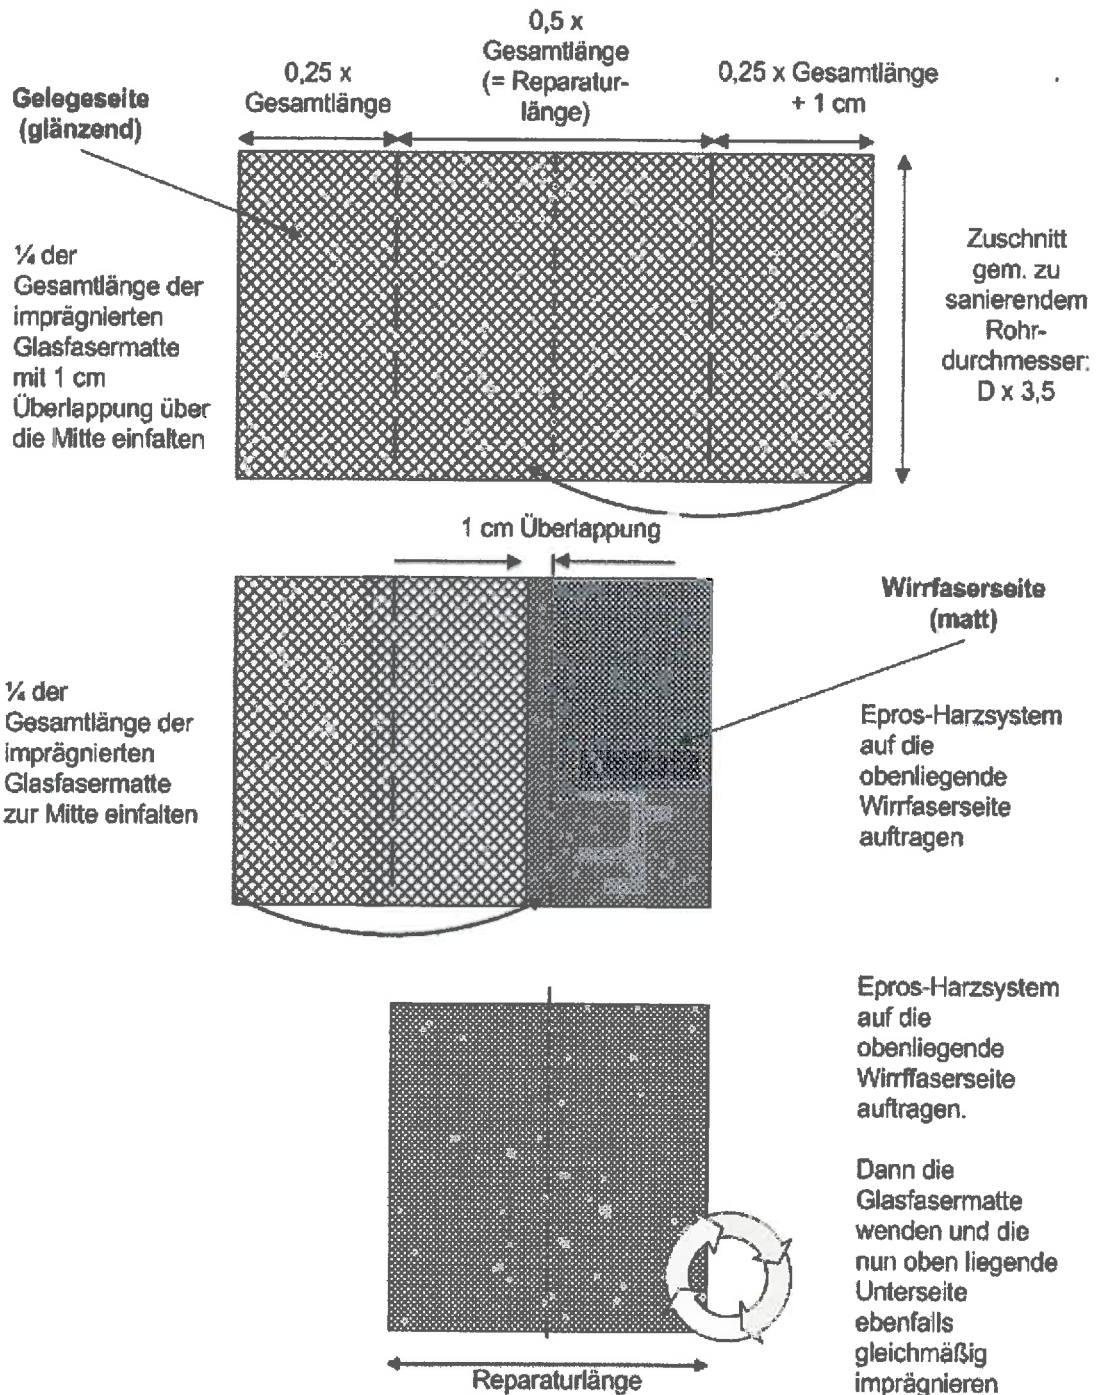 0,5 x
Gesamtlänge
(= Reparatur-
länge)
0,25 x
Gesamtlänge
0,25 x Gesamtlänge
+ 1 cm
Gelegeseite
(glänzend)
¼ der
Gesamtlänge der
imprägnierten
Glasfasermatte
mit 1 cm
Überlappung über
die Mitte einfalten
Zuschnitt
gem. zu
sanierendem
Rohr-
durchmesser:
D x 3,5
1 cm Überlappung
Wirrfaserseite
(matt)
¼ der
Gesamtlänge der
imprägnierten
Glasfasermatte
zur Mitte einfalten
Epros-Harzsystem
auf die
obenliegende
Wirrfaserseite
auftragen
Epros-Harzsystem
auf die
obenliegende
Wirrffaserseite
auftragen.
Dann die
Glasfasermatte
wenden und die
nun oben liegende
Unterseite
ebenfalls
gleichmäßig
imprägnieren
Reparaturlänge